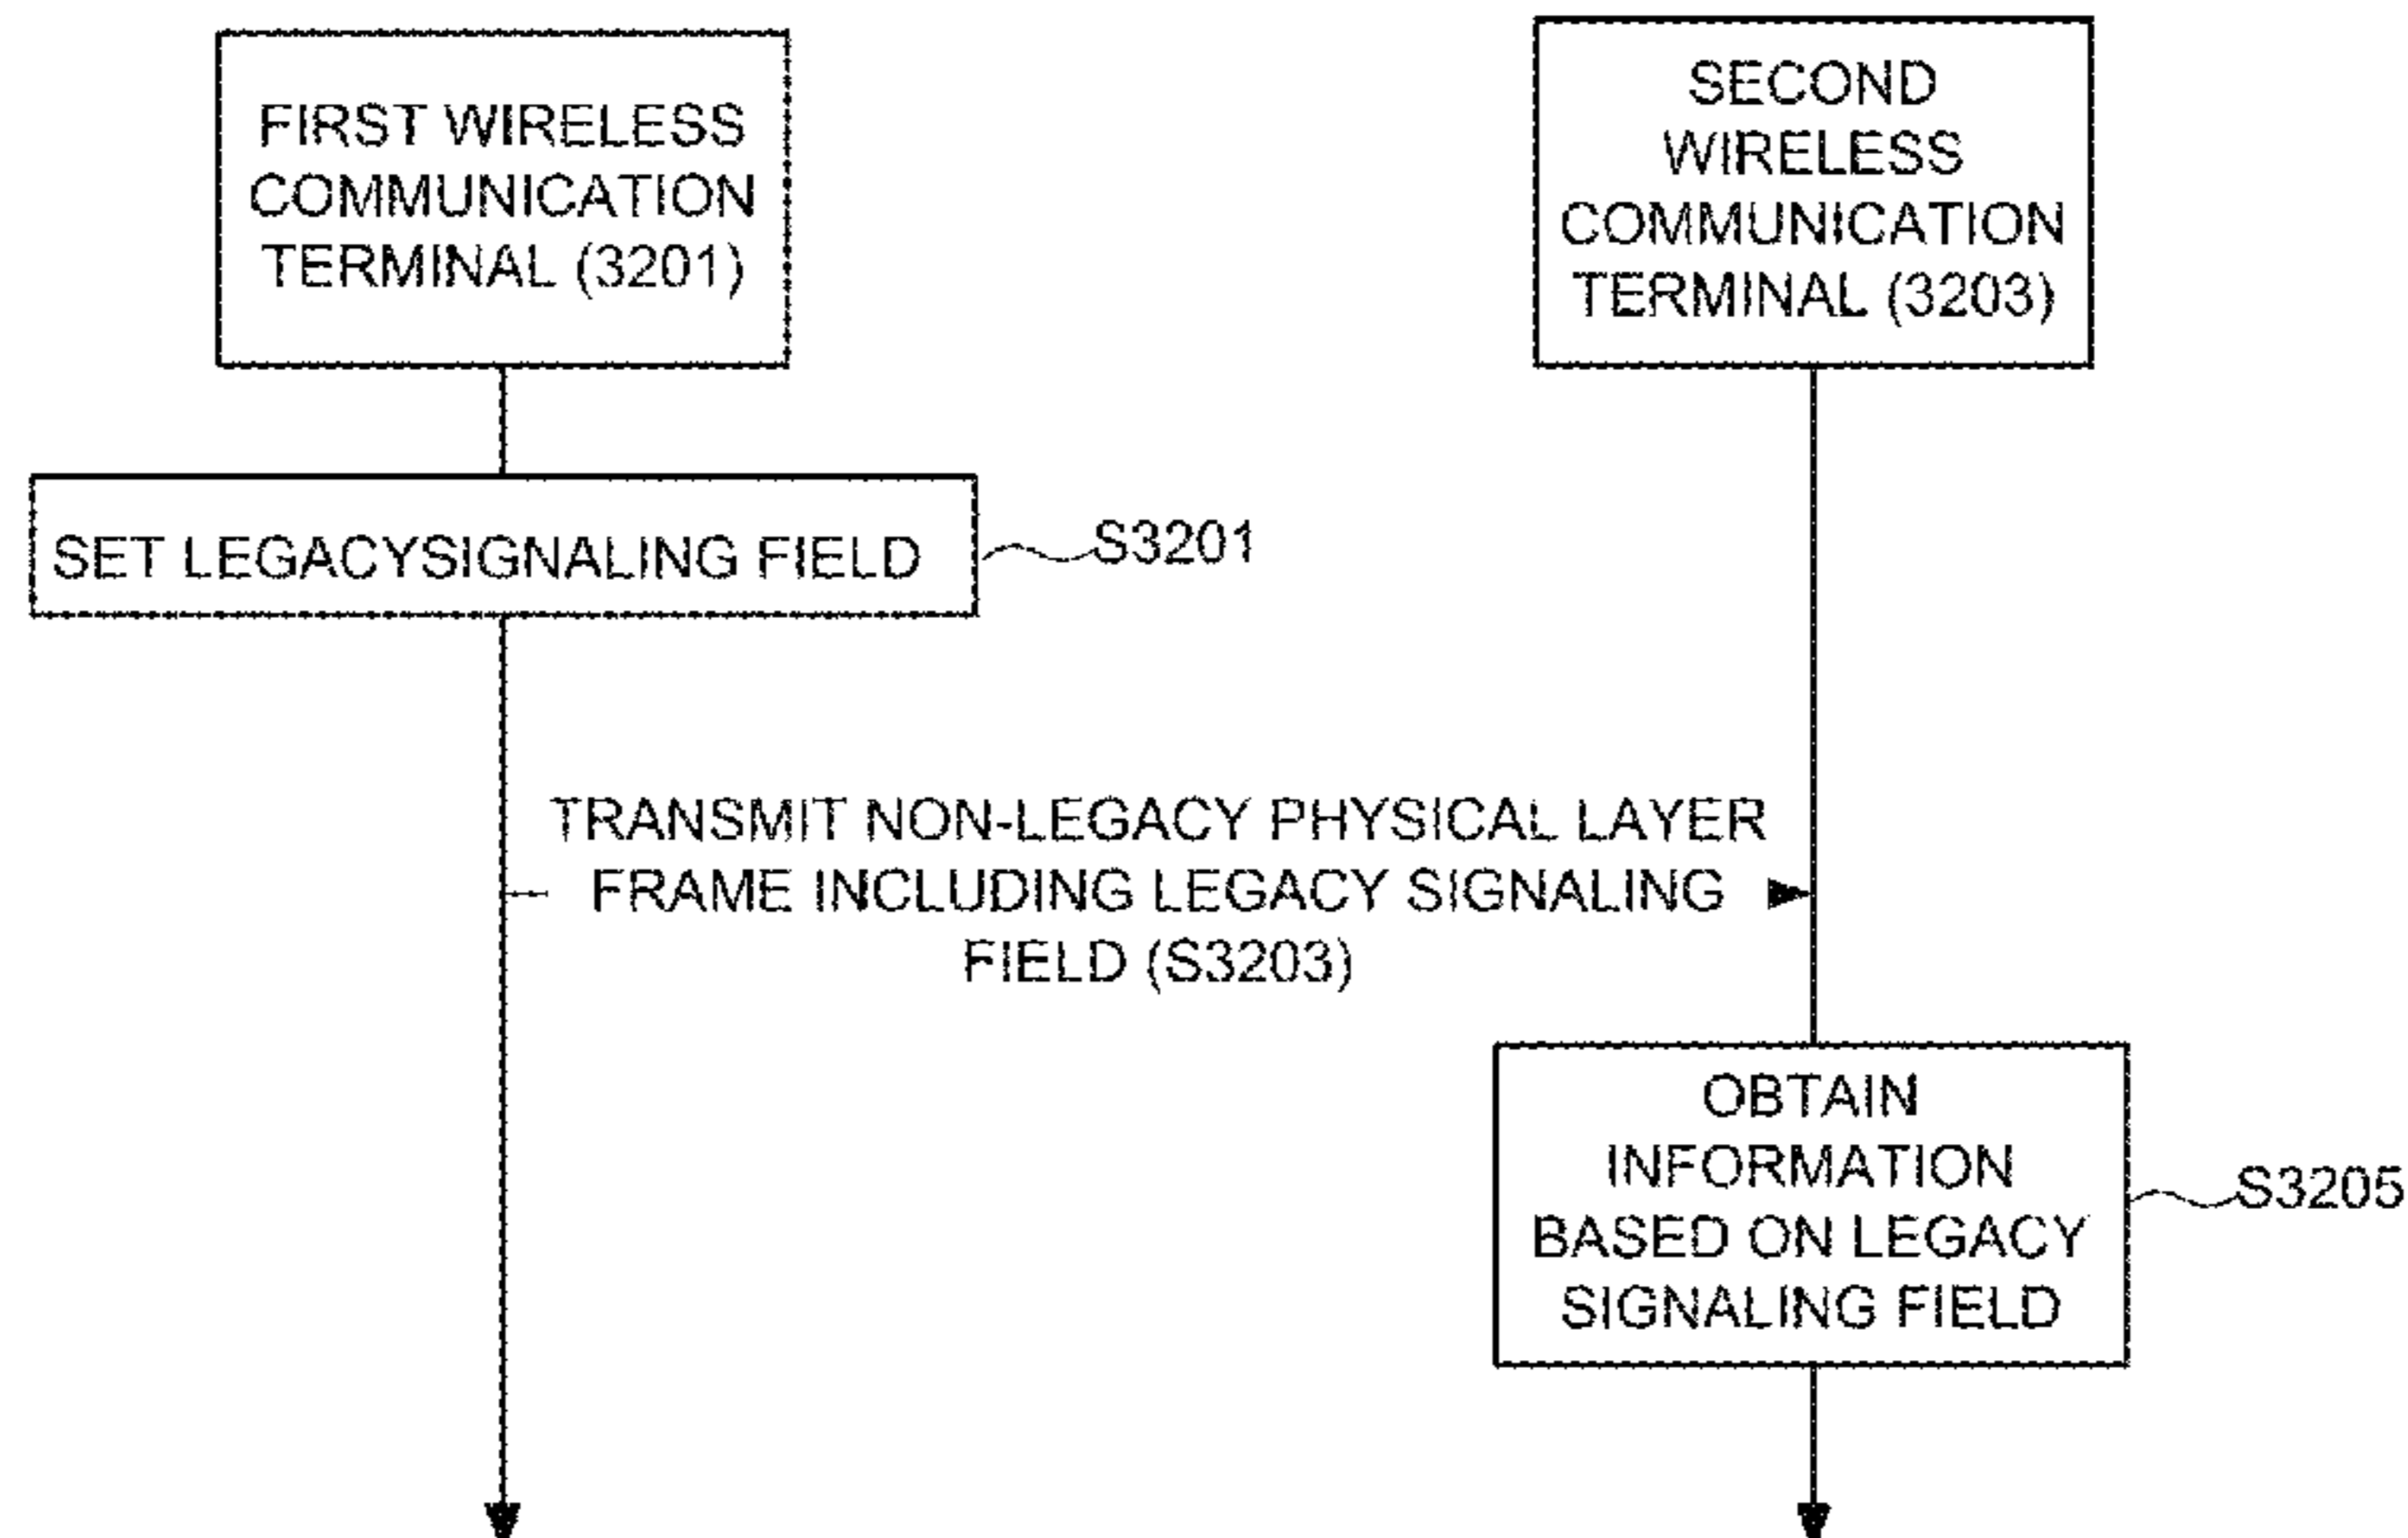 FIRST WIRELESS
COMMUNICATION
TERMINAL (3201)
SECOND
WIRELESS
COMMUNICATION
TERMINAL (3203)
SET LEGACYSIGNALING FIELD
S3201
TRANSMIT NON-LEGACY PHYSICAL LAYER
FRAME INCLUDING LEGACY SIGNALING
FIELD (S3203)
OBTAIN
INFORMATION
BASED ON LEGACY
SIGNALING FIELD
S3205